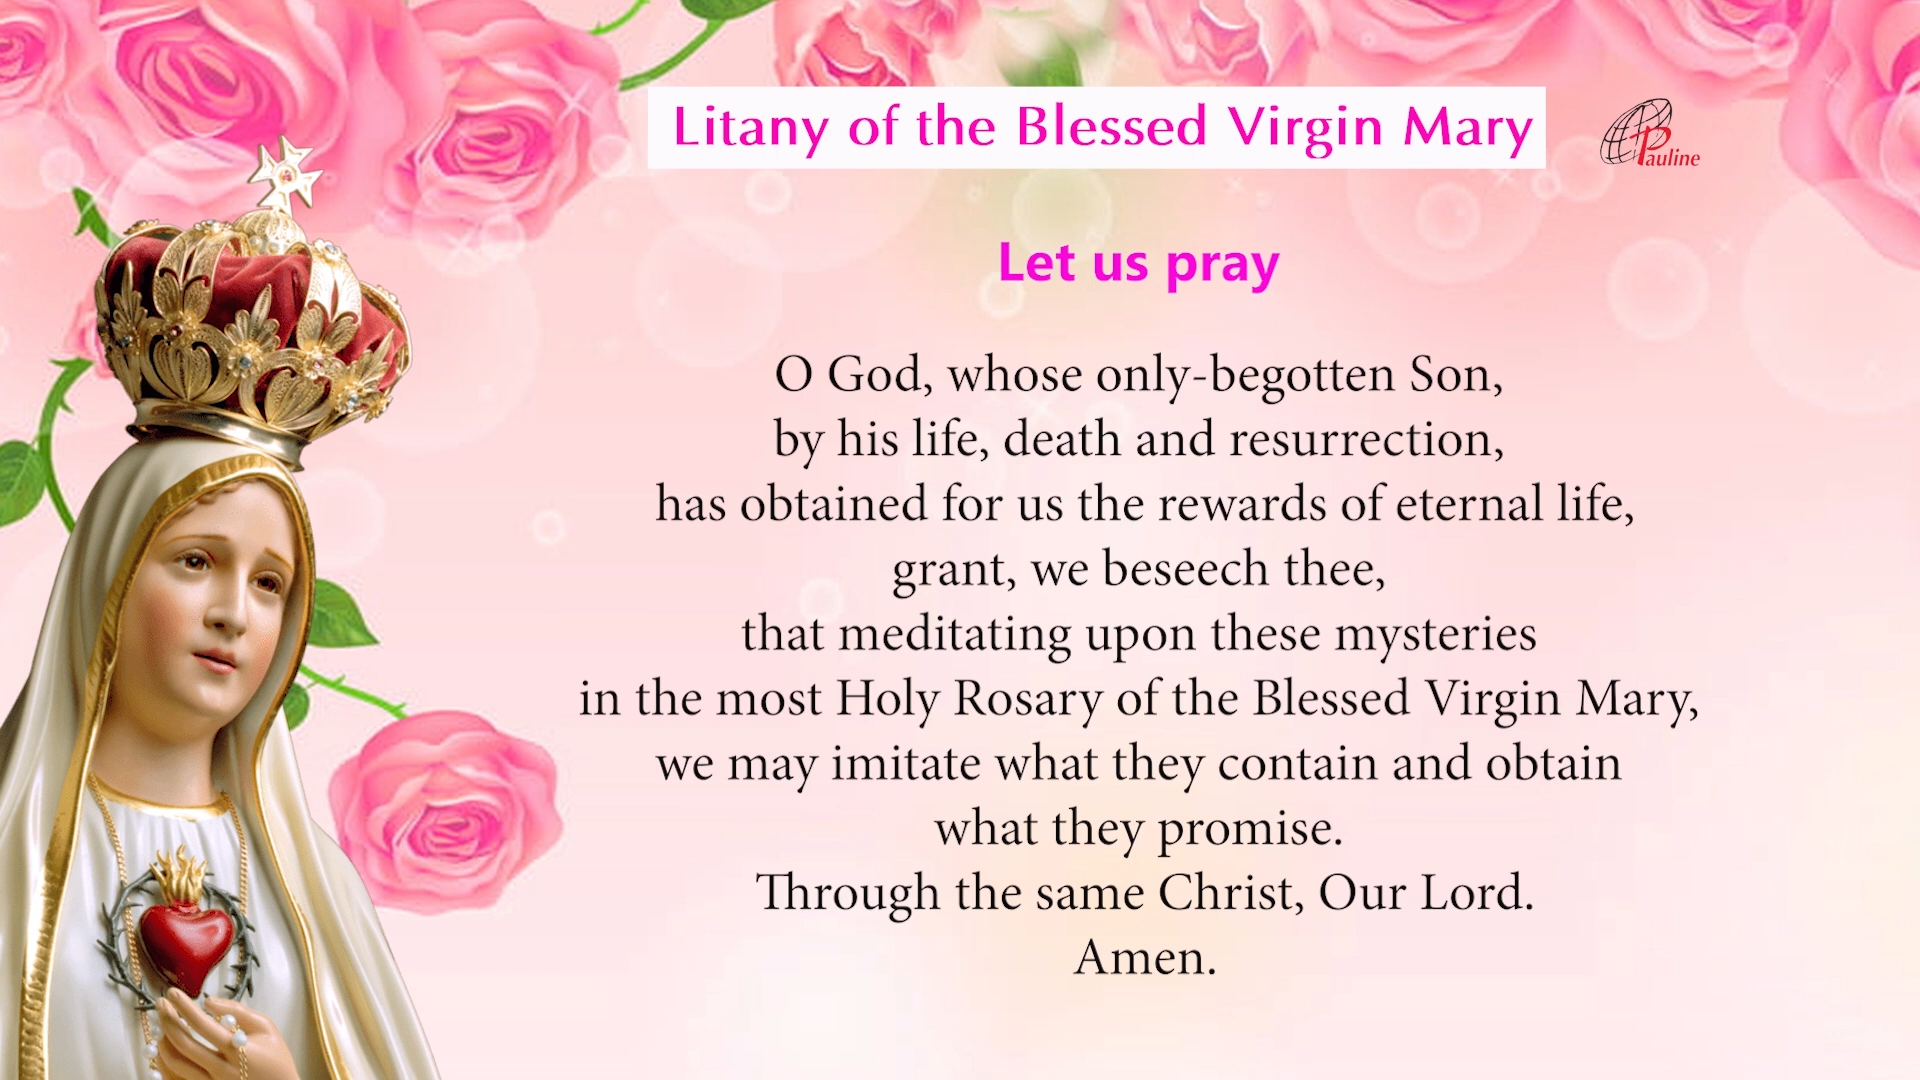 Litany of the Blessed Virgin Mary
Pauline
Let us pray
O God, whose only-begotten Son,
by his life, death and resurrection,
has obtained for us the rewards of eternal life,
grant, we beseech thee,
that meditating upon these mysteries
in the most Holy Rosary of the Blessed Virgin Mary,
we may imitate what they contain and obtain
what they promise.
Through the same Christ, Our Lord.
Amen.